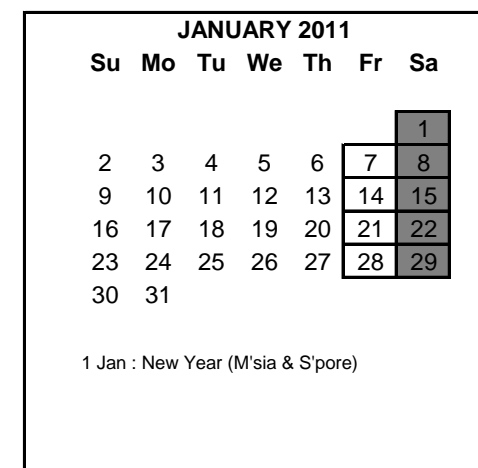 JANUARY 2011
Su Mo Tu We Th Fr Sa
1
2 3 4 5 6 7 8
9 10 11 12 13 14 15
16 17 18 19 20 21 22
23 24 25 26 27 28 29
30 31
1 Jan : New Year (M'sia & S'pore)